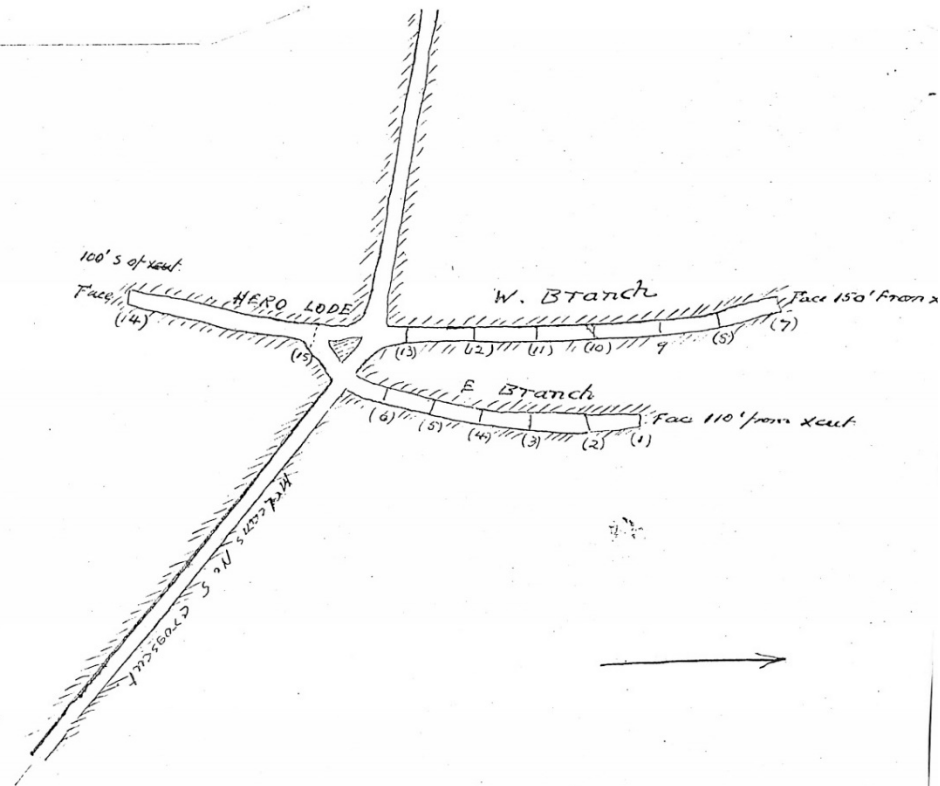 100' S of xcut.
Face
HERO LODE
W. Branch
Face 150' from x
(14)
(15)
(13)
(12)
(11)
(10)
9
(7)
E Branch
Face 110' from xcut
(6)
(5)
(4)
(3)
(2)
(1)
No 5 crosscut